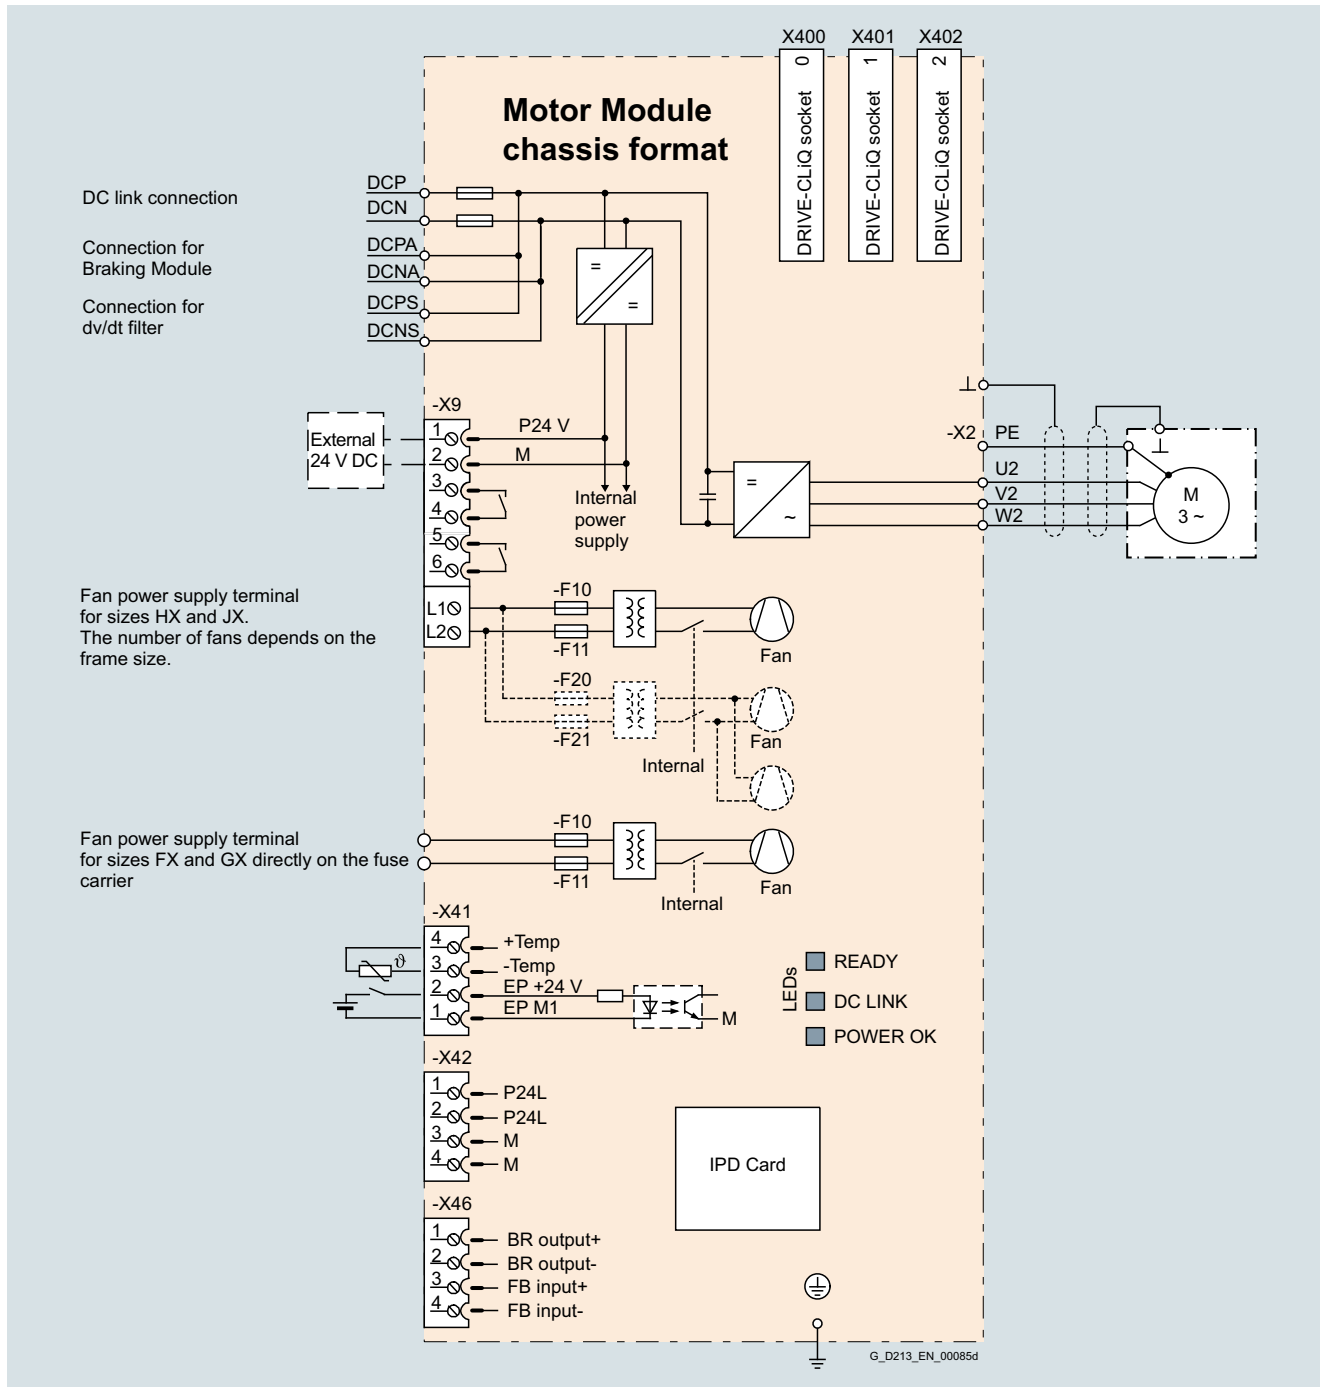 X400
X401
X402
0
DRIVE-CLiQ socket
1
DRIVE-CLiQ socket
2
DRIVE-CLiQ socket
Motor Module
chassis format
DC link connection
DCP
DCN
Connection for
Braking Module
DCPA
DCNA
Connection for
dv/dt filter
DCPS
DCNS
=
=
-X9
External
24 V DC
1
2
3
4
5
6
P24 V
M
Internal
power
supply
=
~
-X2
PE
U2
V2
W2
M
3 ~
Fan power supply terminal
for sizes HX and JX.
The number of fans depends on the
frame size.
L1
L2
-F10
-F11
Fan
-F20
-F21
Fan
Internal
Fan power supply terminal
for sizes FX and GX directly on the fuse
carrier
-F10
-F11
Fan
Internal
-X41
ϑ
4
+Temp
3
-Temp
2
EP +24 V
1
EP M1
M
LEDs
READY
DC LINK
POWER OK
-X42
1
P24L
2
P24L
3
M
4
M
IPD Card
-X46
1
BR output+
2
BR output-
3
FB input+
4
FB input-
G_D213_EN_00085d